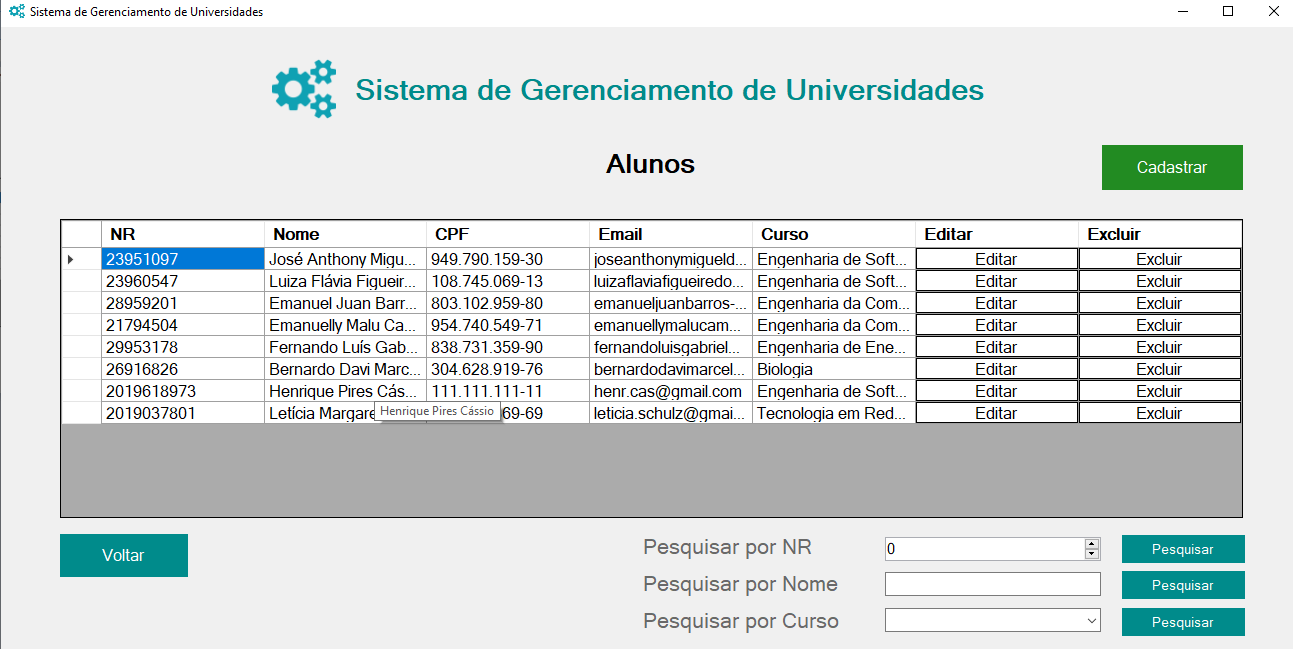 Sistema de Gerenciamento de Universidades
Sistema de Gerenciamento de Universidades
Alunos
Cadastrar
NR Nome CPF Email Curso Editar Excluir
23951097 José Anthony Migu... 949.790.159-30 joseanthonymigueld... Engenharia de Soft... Editar Excluir
23960547 Luiza Flávia Figueir... 108.745.069-13 luizaflaviafigueiredo... Engenharia de Soft... Editar Excluir
28959201 Emanuel Juan Barr... 803.102.959-80 emanueljuanbarros-... Engenharia da Com... Editar Excluir
21794504 Emanuelly Malu Ca... 954.740.549-71 emanuellymalucam... Engenharia da Com... Editar Excluir
29953178 Fernando Luís Gab... 838.731.359-90 fernandoluisgabriel... Engenharia de Ene... Editar Excluir
26916826 Bernardo Davi Marc... 304.628.919-76 bernardodavimarcel... Biologia Editar Excluir
2019618973 Henrique Pires Cás... 111.111.111-11 henr.cas@gmail.com Engenharia de Soft... Editar Excluir
2019037801 Letícia Margare Henrique Pires Cássio 69-69 leticia.schulz@gmai... Tecnologia em Red... Editar Excluir
Voltar
Pesquisar por NR 0 Pesquisar
Pesquisar por Nome Pesquisar
Pesquisar por Curso Pesquisar